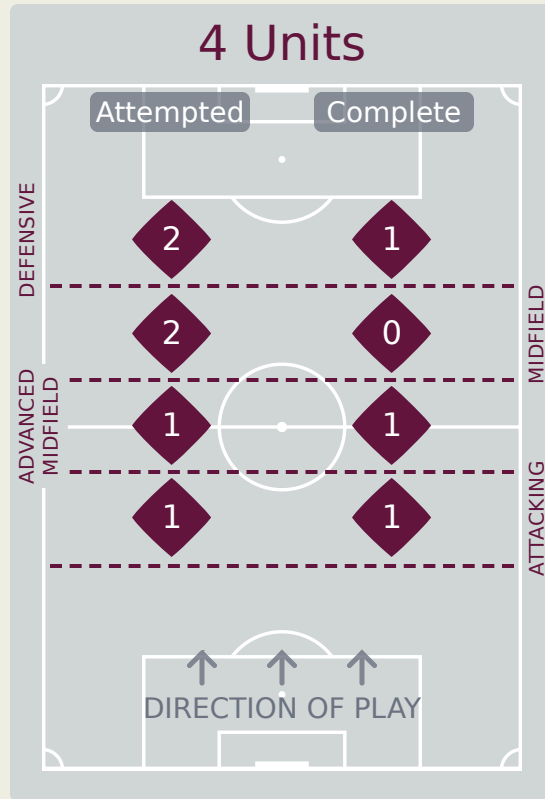 4 Units
Attempted Complete
DEFENSIVE
2 1
MIDFIELD
2 0
ADVANCED
MIDFIELD
1 1
ATTACKING
1 1
DIRECTION OF PLAY